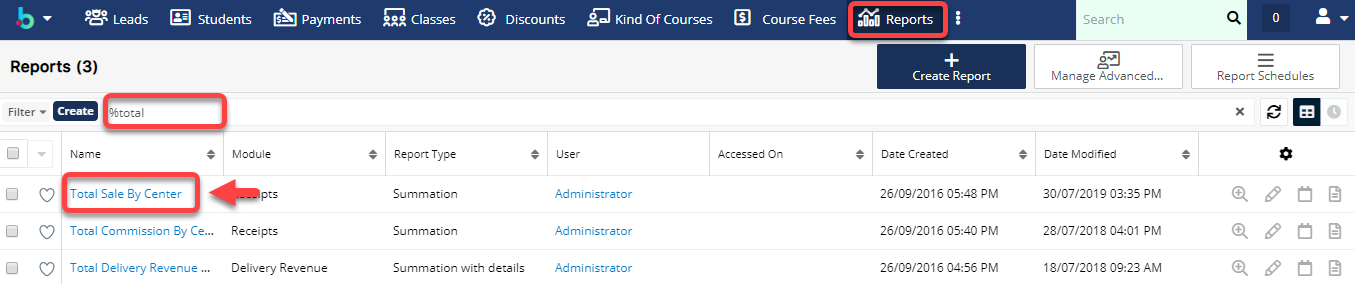 Leads Students Payments Classes Discounts Kind Of Courses Course Fees Reports Search 0
Reports (3) Create Report Manage Advanced... Report Schedules
Filter Create %total
Name Module Report Type User Accessed On Date Created Date Modified
Total Sale By Center Receipts Summation Administrator 26/09/2016 05:48 PM 30/07/2019 03:35 PM
Total Commission By Ce... Receipts Summation Administrator 26/09/2016 05:40 PM 28/07/2018 04:01 PM
Total Delivery Revenue ... Delivery Revenue Summation with details Administrator 26/09/2016 04:56 PM 18/07/2018 09:23 AM